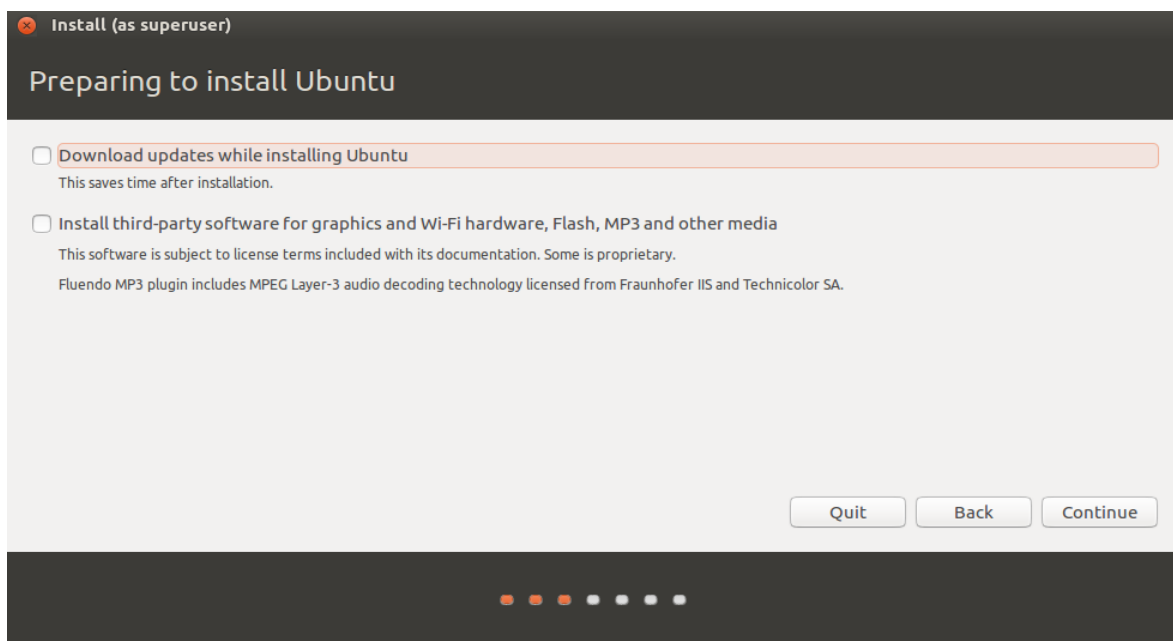 Install (as superuser)
Preparing to install Ubuntu
Download updates while installing Ubuntu
This saves time after installation.
Install third-party software for graphics and Wi-Fi hardware, Flash, MP3 and other media
This software is subject to license terms included with its documentation. Some is proprietary.
Fluendo MP3 plugin includes MPEG Layer-3 audio decoding technology licensed from Fraunhofer IIS and Technicolor SA.
Quit Back Continue